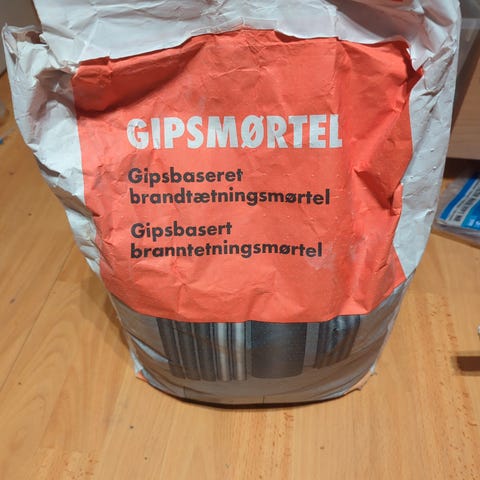 GIPSMØRTEL
Gipsbaseret
brandtætningsmørtel
Gipsbasert
branntetningsmørtel